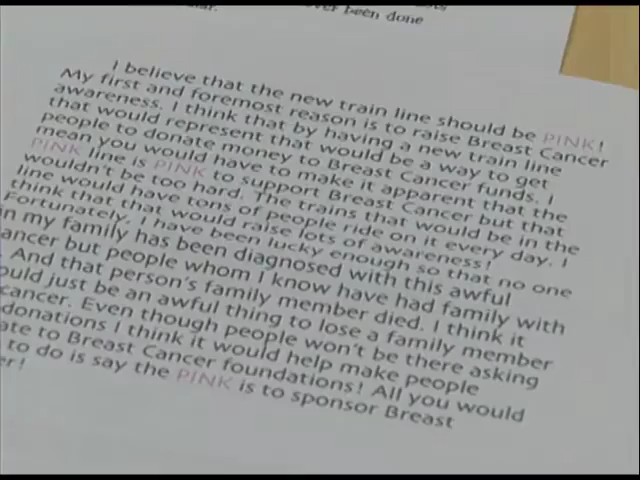 ever been done
I believe that the new train line should be PINK!
My first and foremost reason is to raise Breast Cancer
awareness. I think that by having a new train line
that would represent that would be a way to get
people to donate money to Breast Cancer funds. I
mean you would have to make it apparent that the
PINK line is PINK to support Breast Cancer but that
wouldn't be too hard. The trains that would be in the
line would have tons of people ride on it every day. I
think that that would raise lots of awareness!
Fortunately, I have been lucky enough so that no one
in my family has been diagnosed with this awful
ancer but people whom I know have had family with
. And that person's family member died. I think it
ould just be an awful thing to lose a family member
cancer. Even though people won't be there asking
donations I think it would help make people
ate to Breast Cancer foundations! All you would
to do is say the PINK is to sponsor Breast
er!